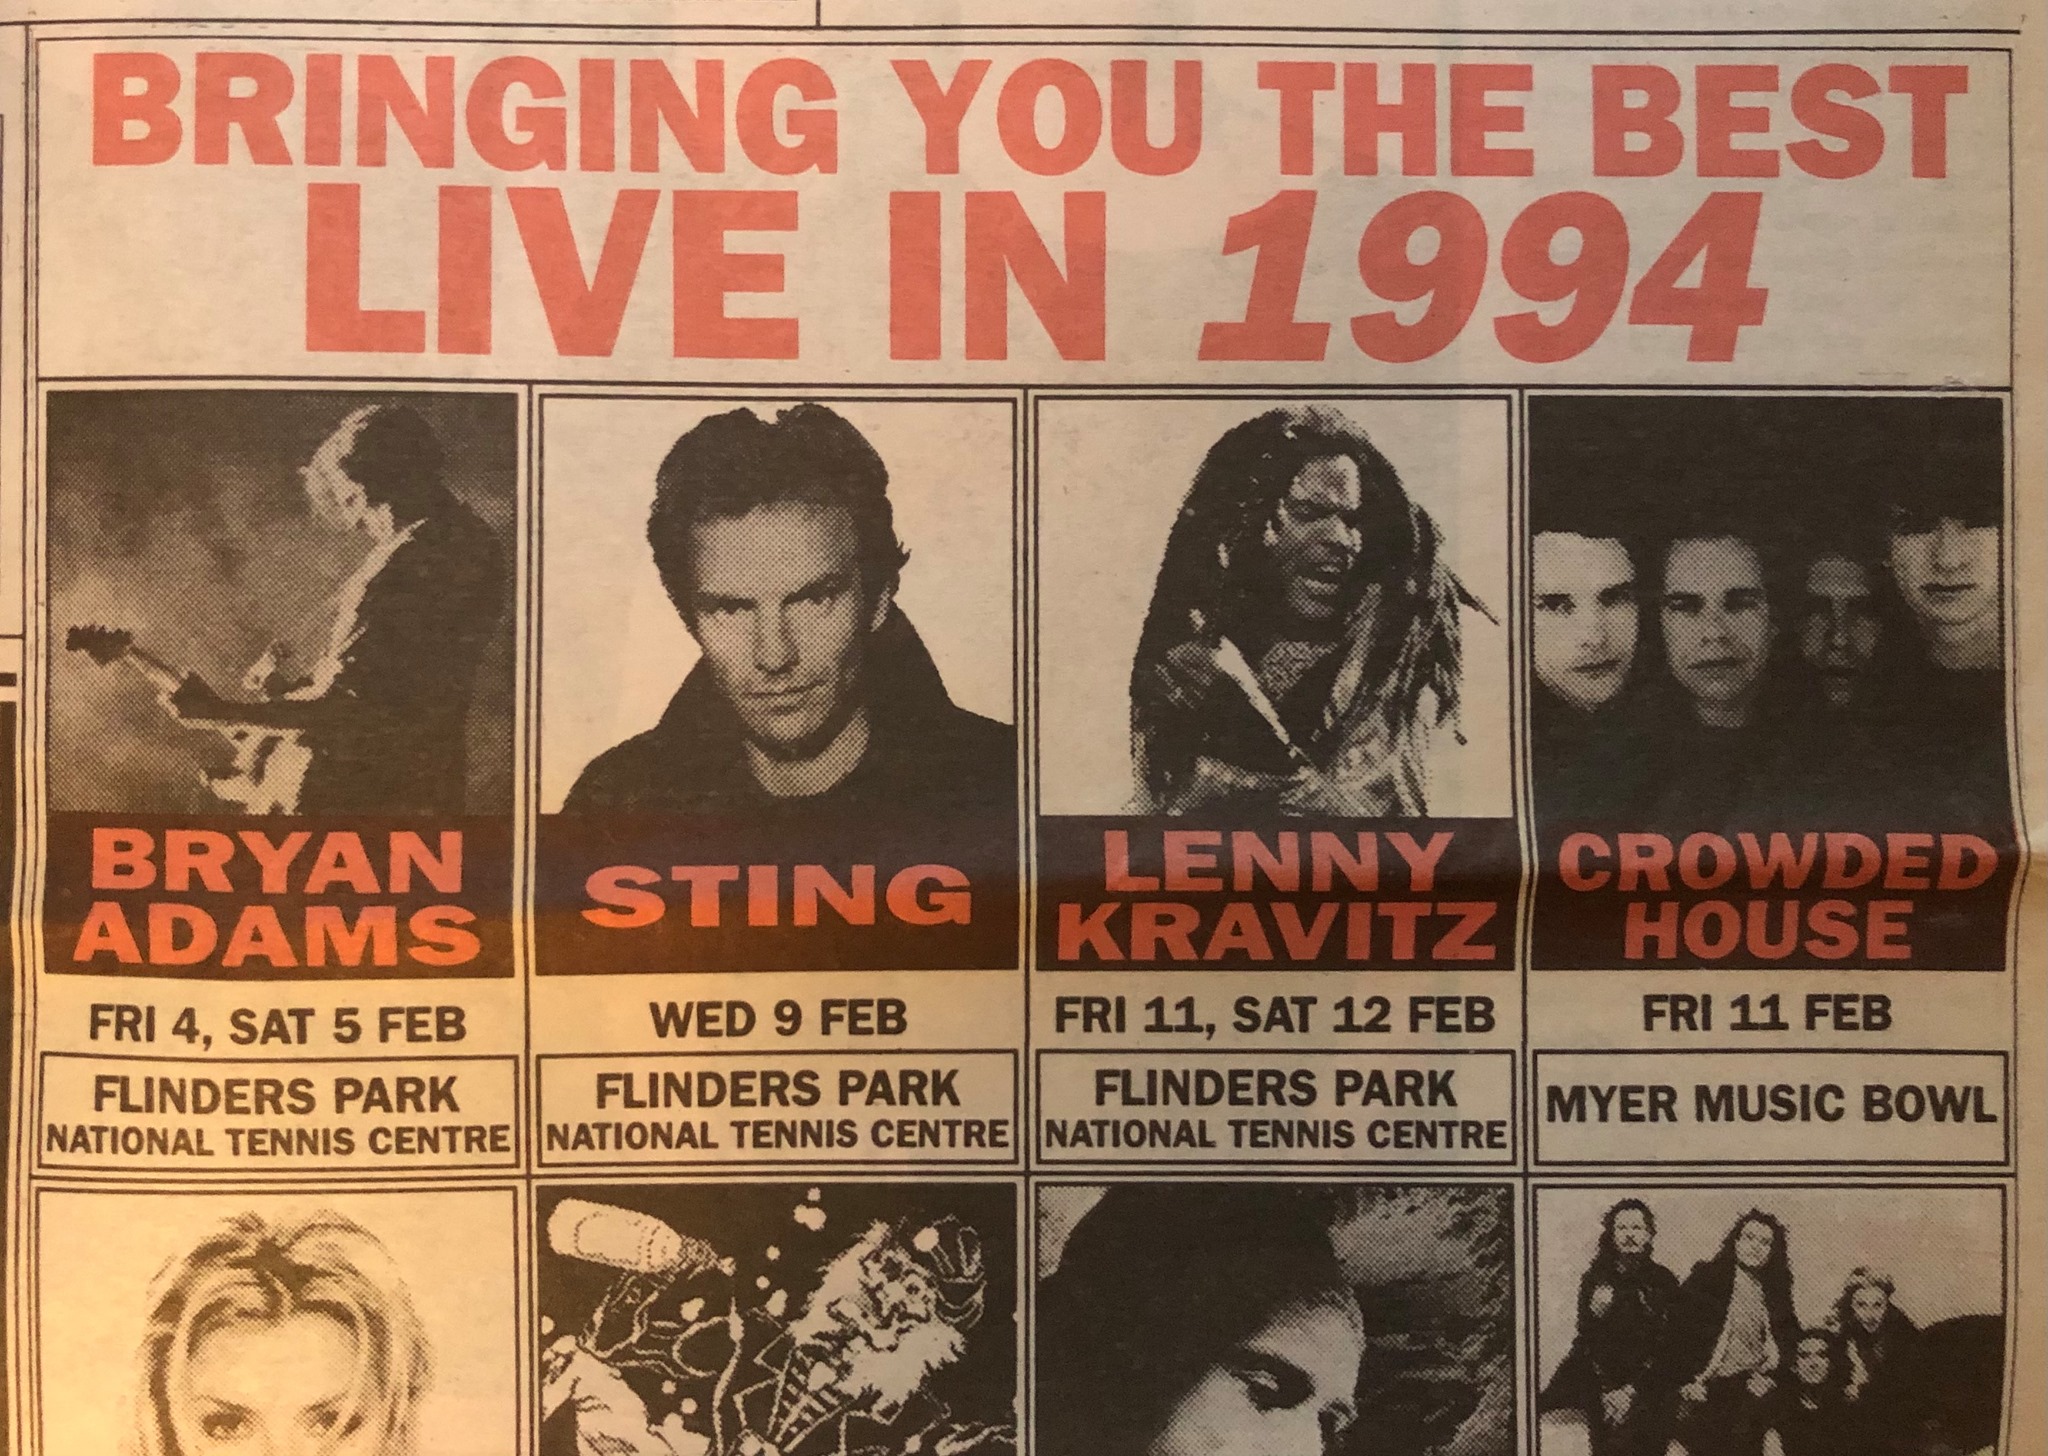 BRINGING YOU THE BEST
LIVE IN 1994
BRYAN
ADAMS
FRI 4, SAT 5 FEB
FLINDERS PARK
NATIONAL TENNIS CENTRE
STING
WED 9 FEB
FLINDERS PARK
NATIONAL TENNIS CENTRE
LENNY
KRAVITZ
FRI 11, SAT 12 FEB
FLINDERS PARK
NATIONAL TENNIS CENTRE
CROWDED
HOUSE
FRI 11 FEB
MYER MUSIC BOWL